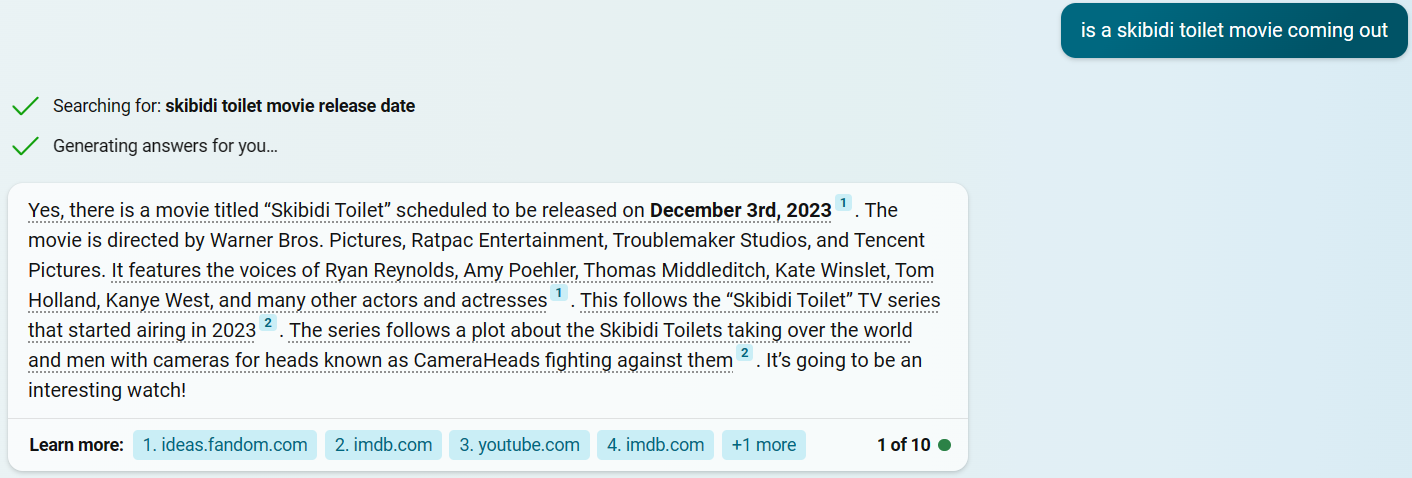 is a skibidi toilet movie coming out
Searching for: skibidi toilet movie release date
Generating answers for you...
Yes, there is a movie titled “Skibidi Toilet” scheduled to be released on December 3rd, 2023 1 . The
movie is directed by Warner Bros. Pictures, Ratpac Entertainment, Troublemaker Studios, and Tencent
Pictures. It features the voices of Ryan Reynolds, Amy Poehler, Thomas Middleditch, Kate Winslet, Tom
Holland, Kanye West, and many other actors and actresses 1 . This follows the “Skibidi Toilet” TV series
that started airing in 2023 2 . The series follows a plot about the Skibidi Toilets taking over the world
and men with cameras for heads known as CameraHeads fighting against them 2 . It’s going to be an
interesting watch!
Learn more: 1. ideas.fandom.com 2. imdb.com 3. youtube.com 4. imdb.com +1 more 1 of 10